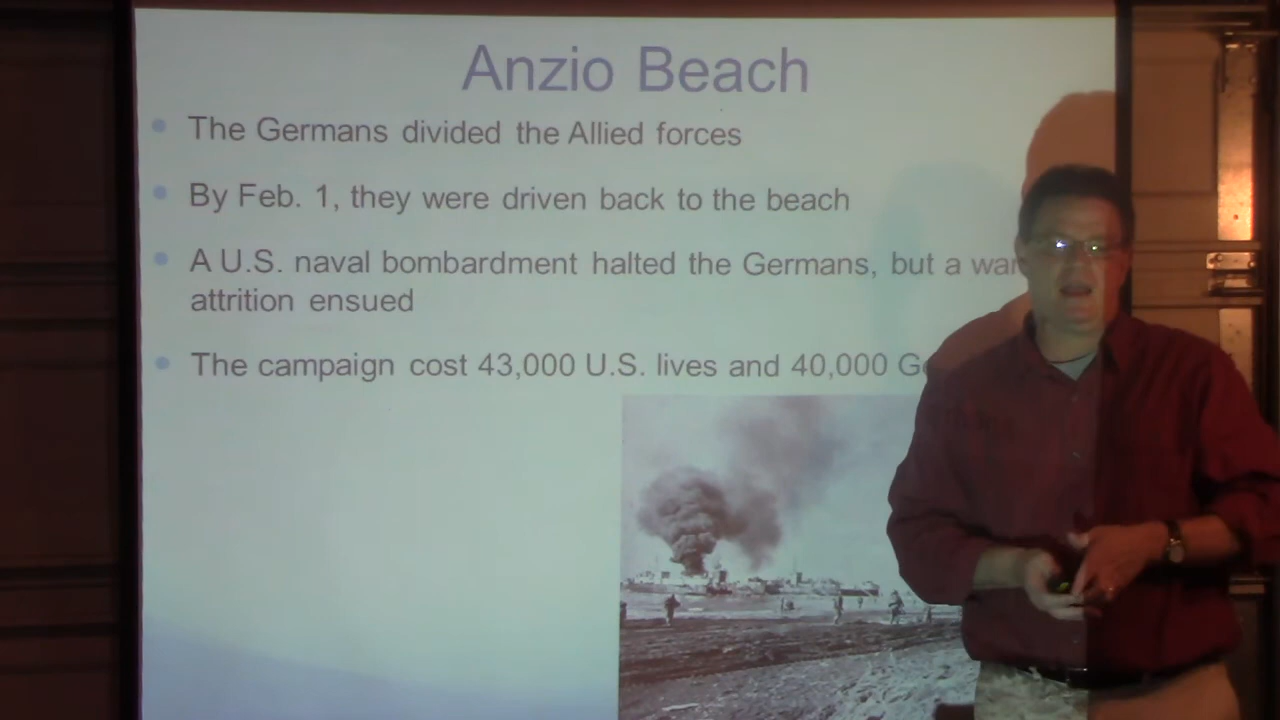 Anzio Beach
The Germans divided the Allied forces
By Feb. 1, they were driven back to the beach
A U.S. naval bombardment halted the Germans, but a war
attrition ensued
The campaign cost 43,000 U.S. lives and 40,000